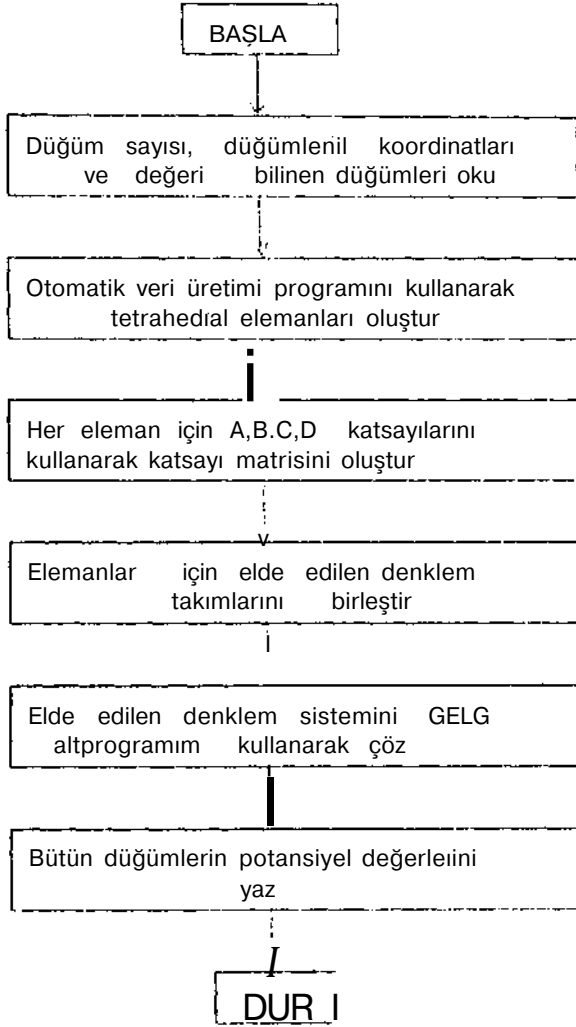 BAŞLA
Düğüm sayısı, düğümlenil koordinatları
ve değeri bilinen düğümleri oku
Otomatik veri üretimi programını kullanarak
tetrahedıal elemanları oluştur
Her eleman için A,B.C,D katsayılarını
kullanarak katsayı matrisini oluştur
Elemanlar için elde edilen denklem
takımlarını birleştir
Elde edilen denklem sistemini GELG
altprogramım kullanarak çöz
Bütün düğümlerin potansiyel değerleıini
yaz
DUR